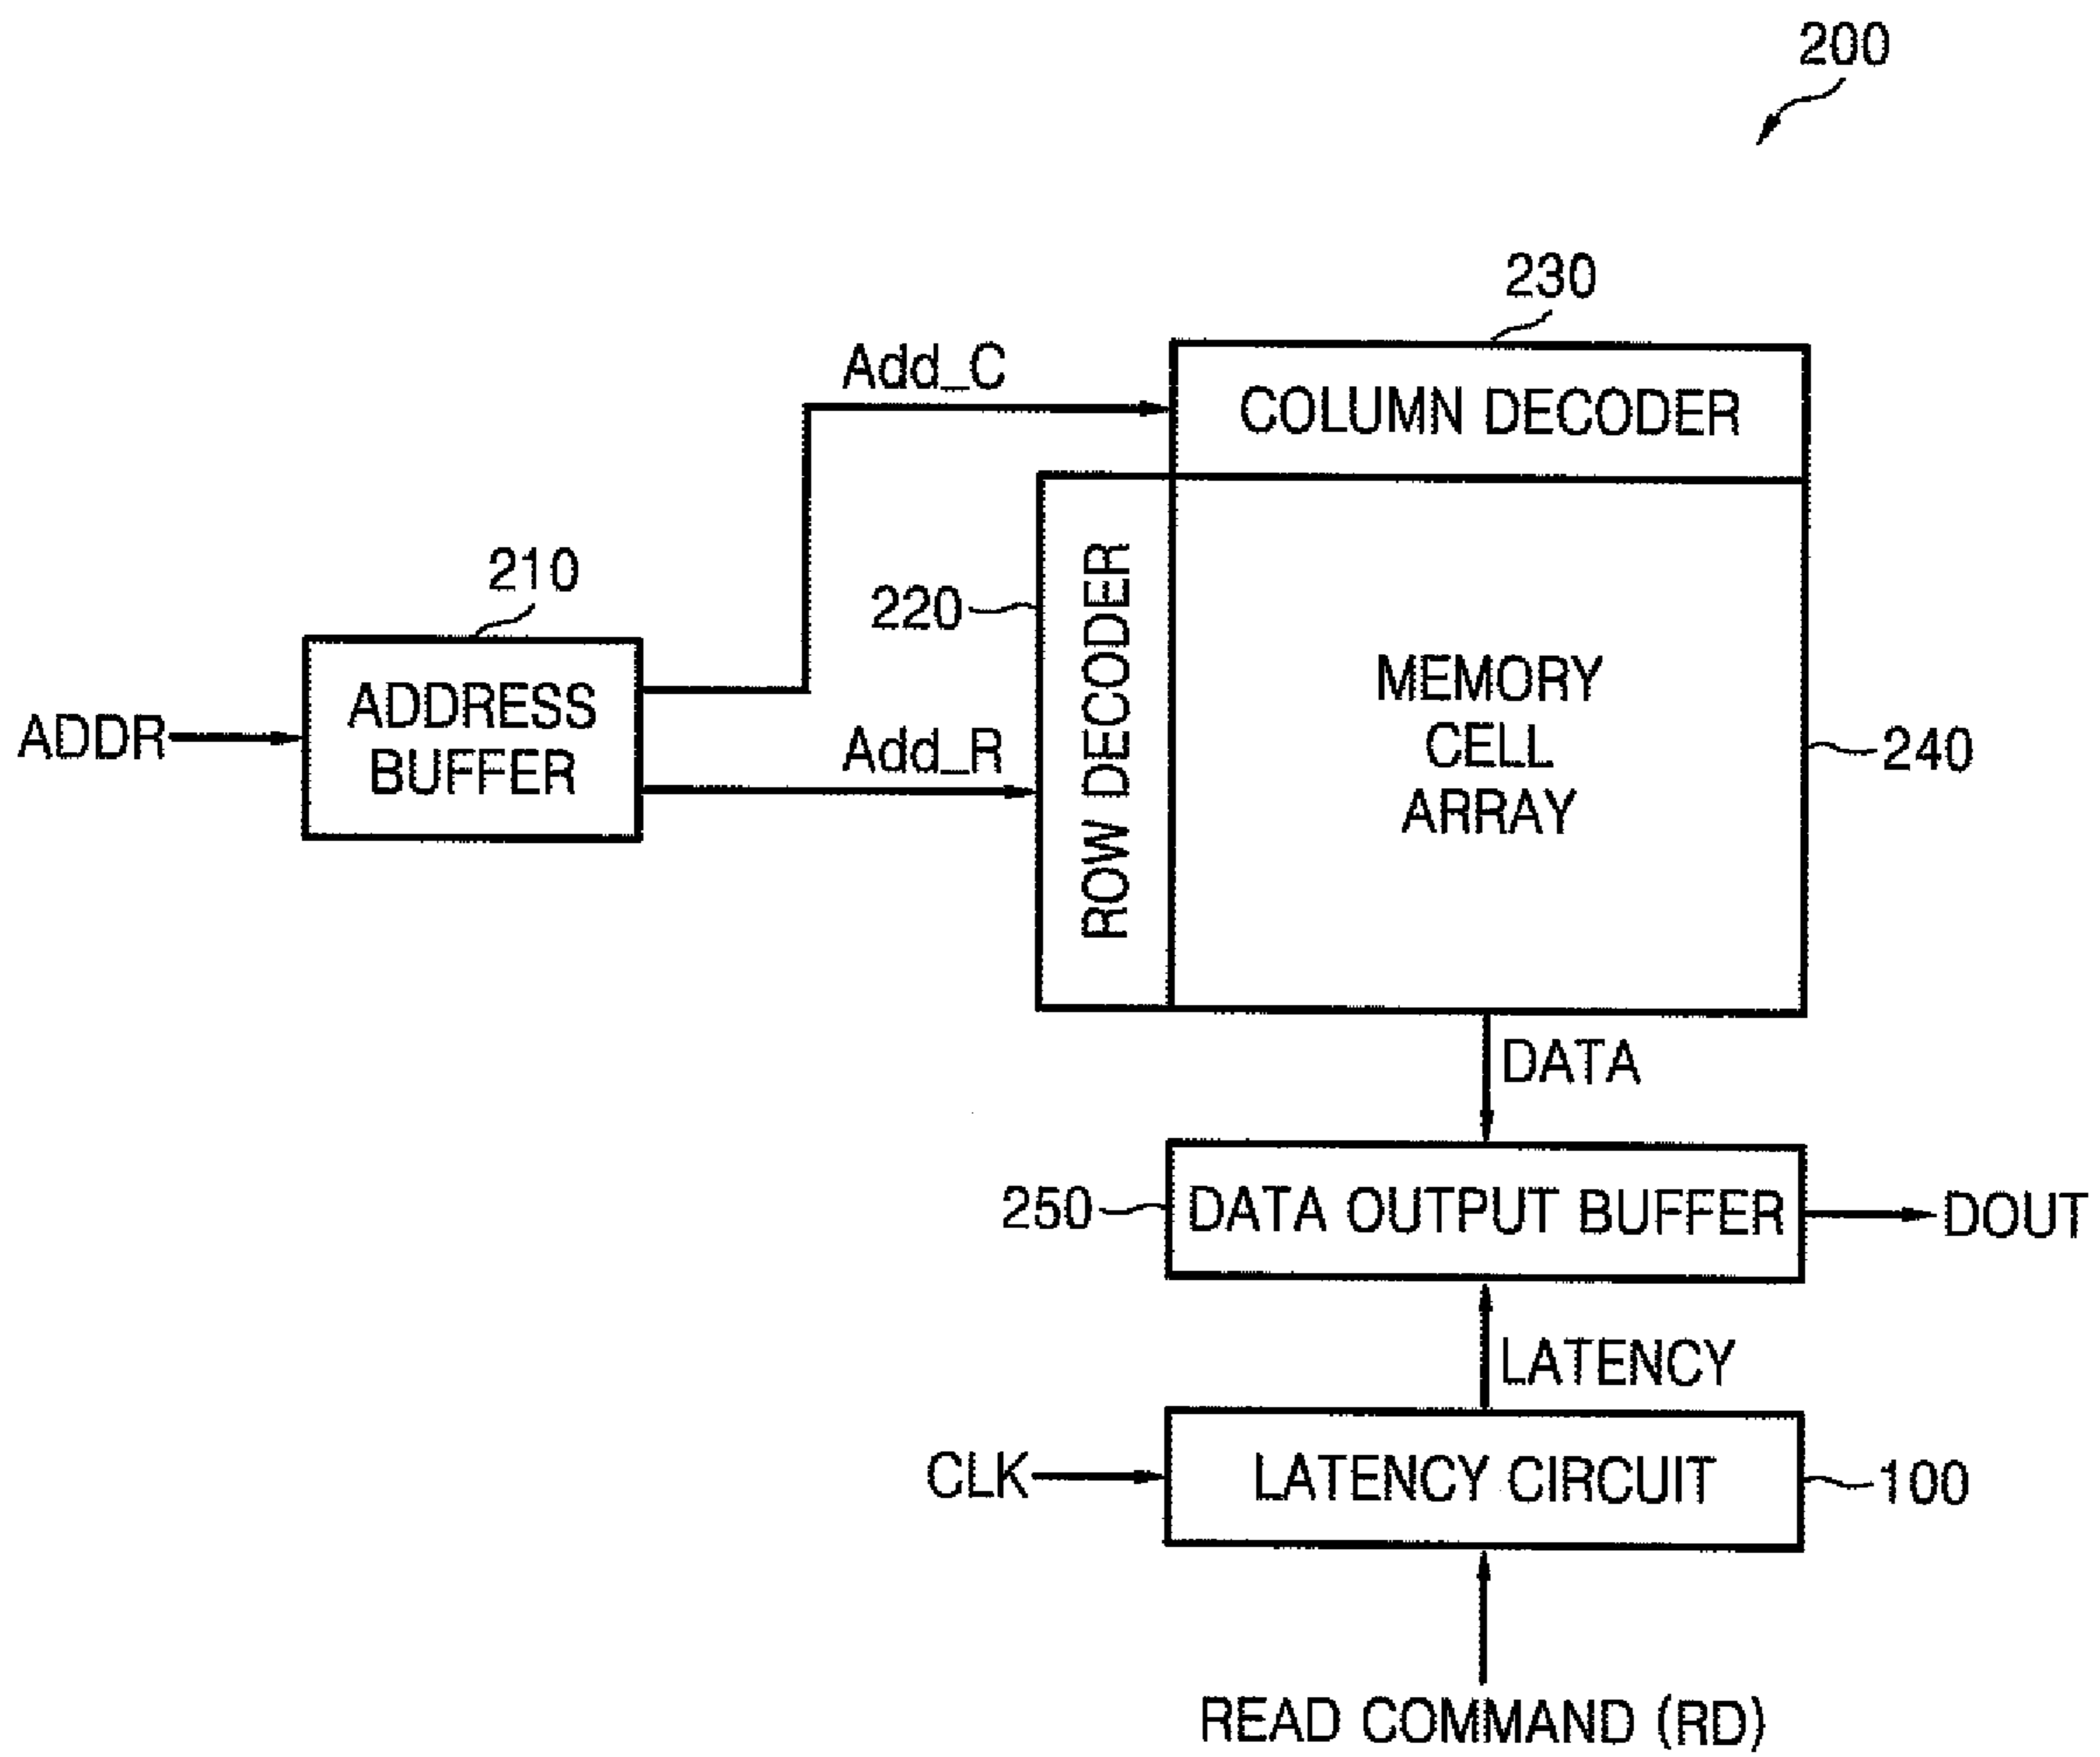 200
230
Add_C
COLUMN DECODER
210
220
ROW DECODER
ADDRESS
BUFFER
ADDR
Add_R
MEMORY
CELL
ARRAY
240
DATA
250
DATA OUTPUT BUFFER
DOUT
LATENCY
CLK
LATENCY CIRCUIT
100
READ COMMAND (RD)